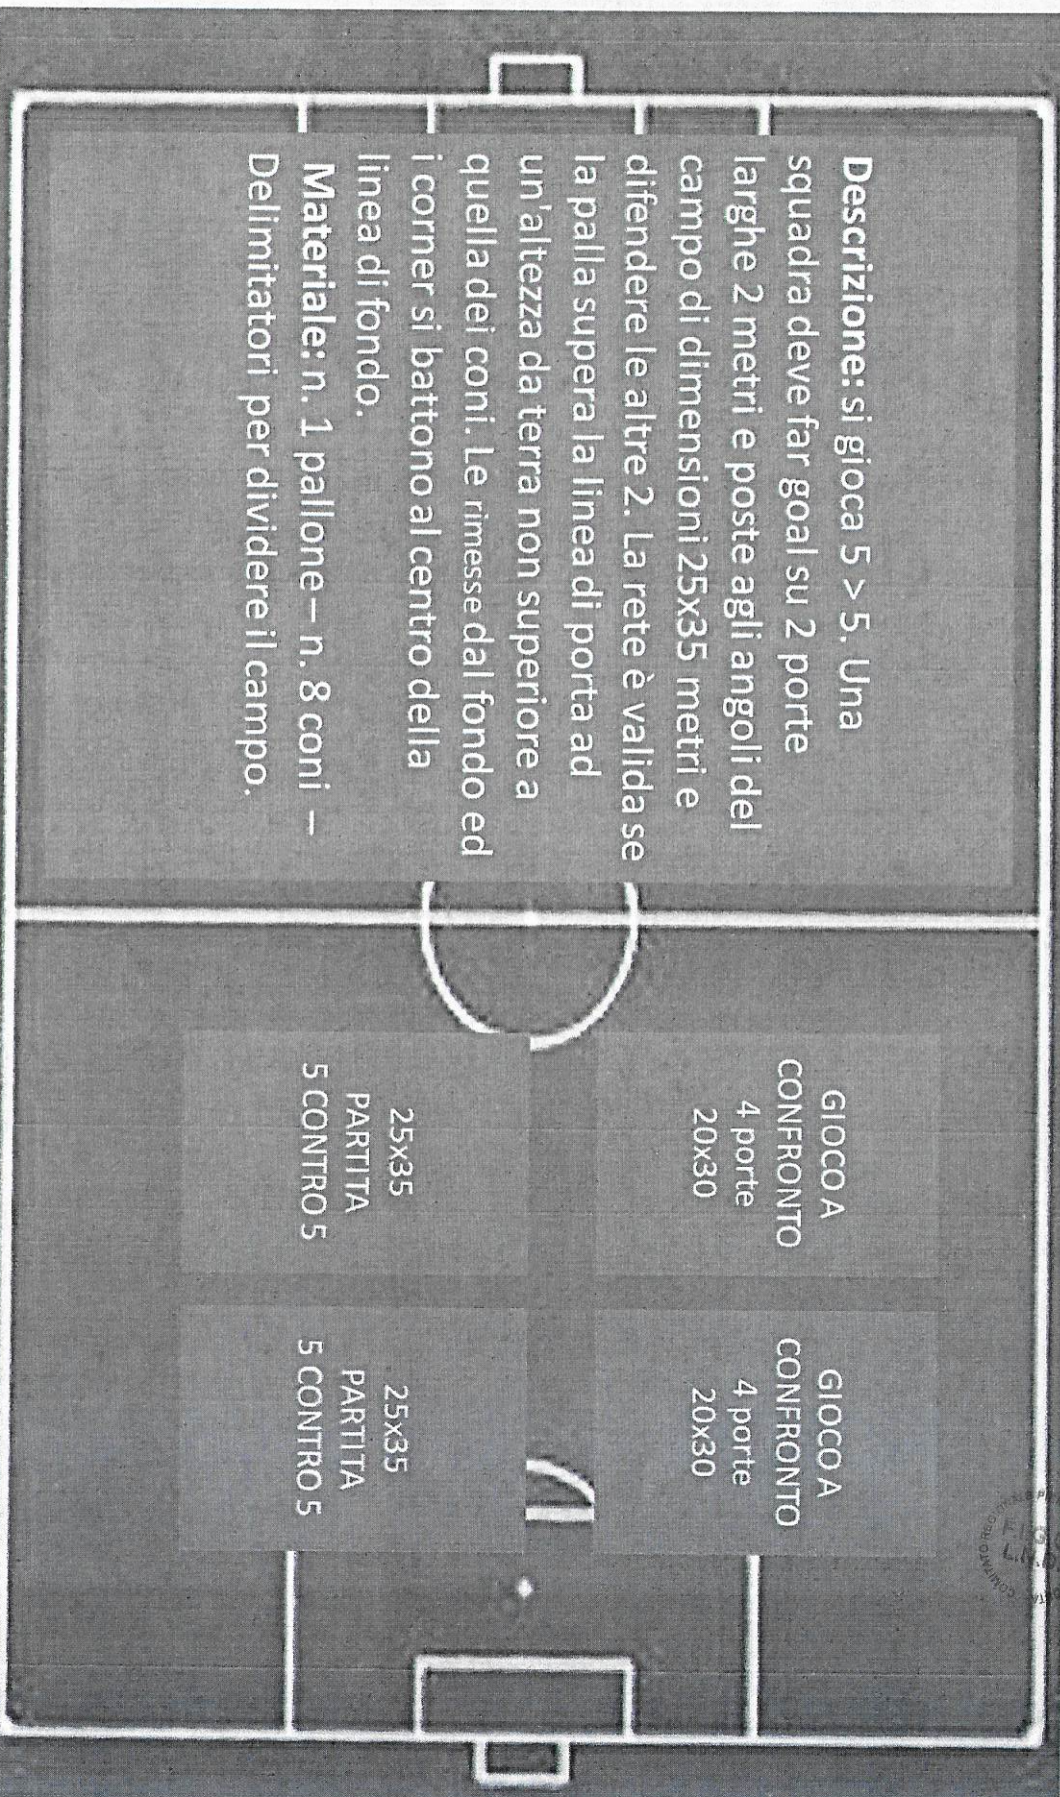 Descrizione: si gioca 5 > 5. Una
squadra deve far goal su 2 porte
larghe 2 metri e poste agli angoli del
campo di dimensioni 25x35 metri e
difendere le altre 2. La rete è valida se
la palla supera la linea di porta ad
un'altezza da terra non superiore a
quella dei coni. Le rimesse dal fondo ed
i corner si battono al centro della
linea di fondo.
Materiale: n. 1 pallone – n. 8 coni –
Delimitatori per dividere il campo.
GIOCO A
CONFRONTO
4 porte
20x30
GIOCO A
CONFRONTO
4 porte
20x30
25x35
PARTITA
5 CONTRO 5
25x35
PARTITA
5 CONTRO 5